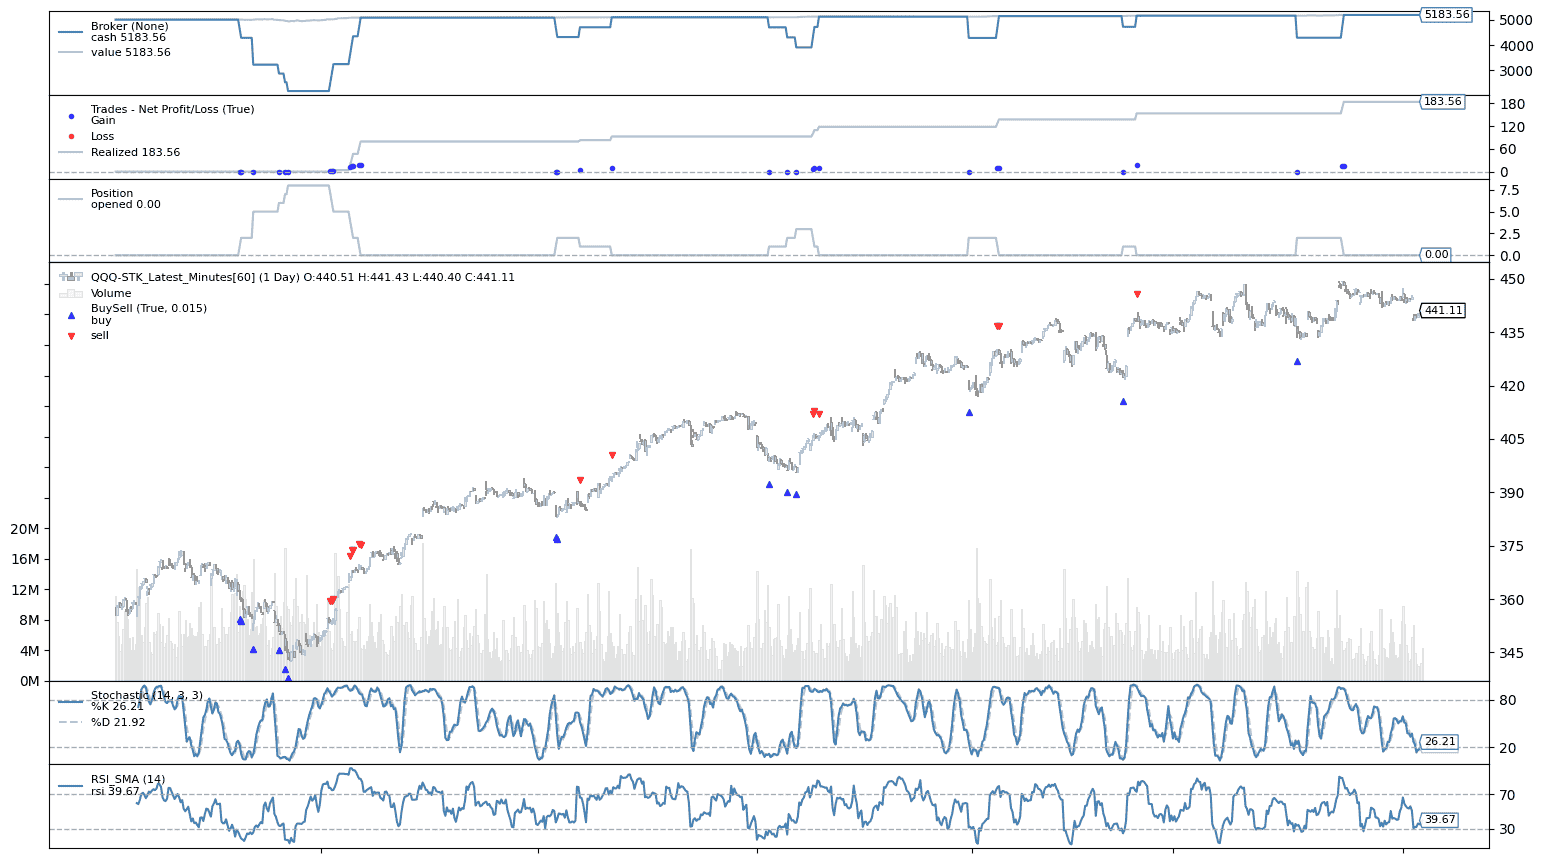 Broker (None)
cash 5183.56
value 5183.56
5183.56
5000
4000
3000
Trades - Net Profit/Loss (True)
Gain
Loss
Realized 183.56
183.56
180
120
60
0
Position
opened 0.00
7.5
5.0
2.5
0.0
0.00
QQQ-STK_Latest_Minutes[60] (1 Day) O:440.51 H:441.43 L:440.40 C:441.11
Volume
BuySell (True, 0.015)
buy
sell
450
441.11
435
420
405
390
375
360
345
20M
16M
12M
8M
4M
0M
Stochastic (14, 3, 3)
%K 26.21
%D 21.92
80
26.21
20
RSI_SMA (14)
rsi 39.67
70
39.67
30